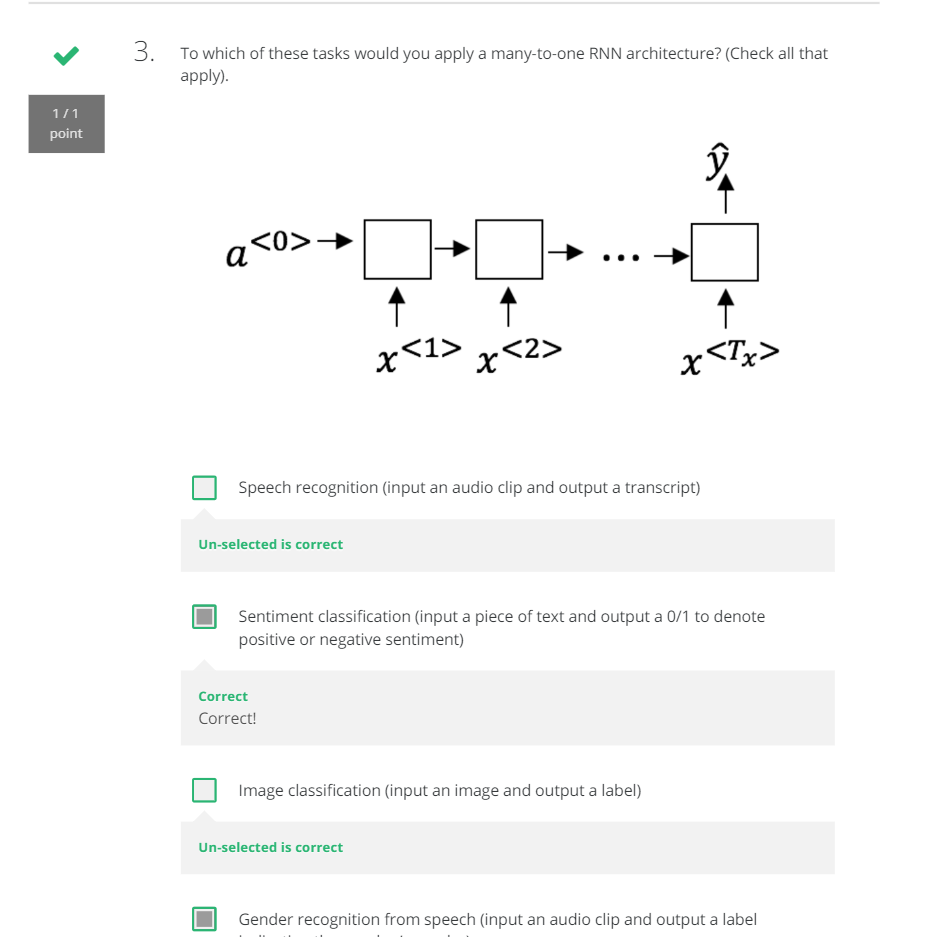 3.
To which of these tasks would you apply a many-to-one RNN architecture? (Check all that
apply).
1 / 1
point
ŷ
a<0>
...
x<1> x<2> x<Tx>
Speech recognition (input an audio clip and output a transcript)
Un-selected is correct
Sentiment classification (input a piece of text and output a 0/1 to denote
positive or negative sentiment)
Correct
Correct!
Image classification (input an image and output a label)
Un-selected is correct
Gender recognition from speech (input an audio clip and output a label